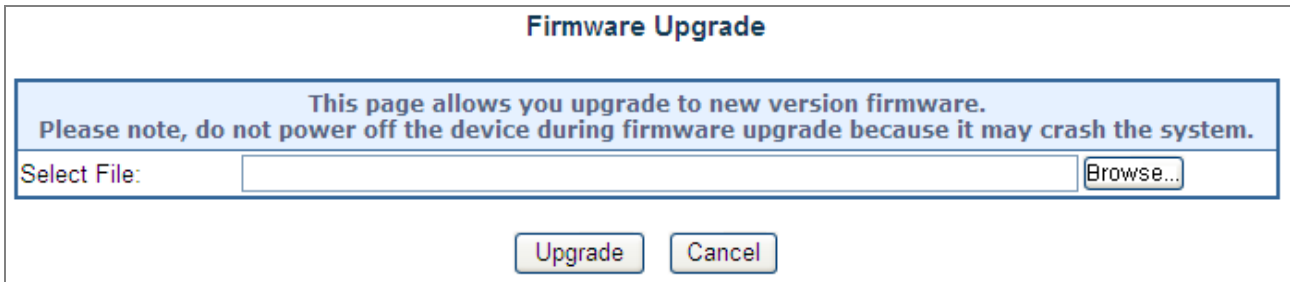 Firmware Upgrade
This page allows you upgrade to new version firmware.
Please note, do not power off the device during firmware upgrade because it may crash the system.
Select File: Browse...
Upgrade Cancel